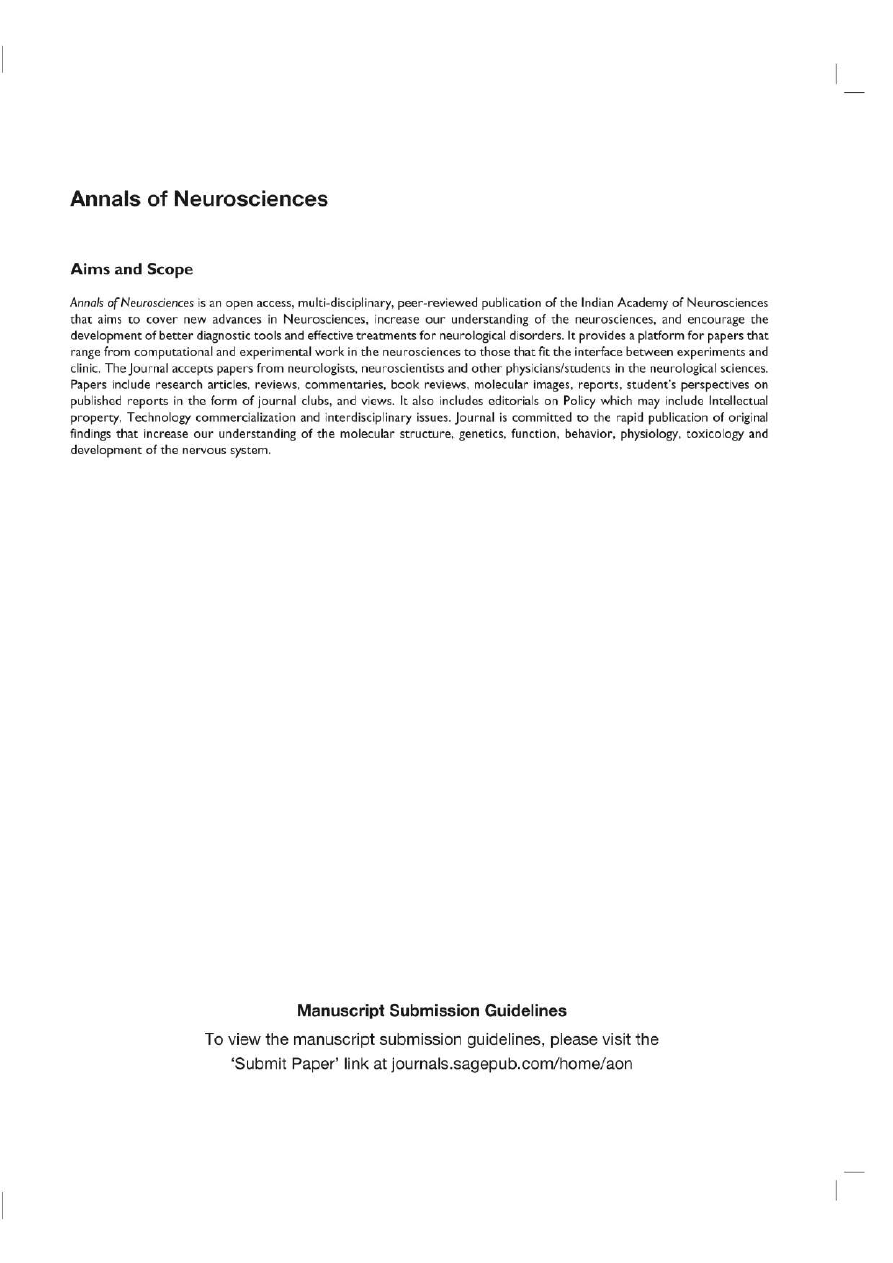 Annals of Neurosciences
Aims and Scope
Annals of Neurosciences is an open access, multi-disciplinary, peer-reviewed publication of the Indian Academy of Neurosciences
that aims to cover new advances in Neurosciences, increase our understanding of the neurosciences, and encourage the
development of better diagnostic tools and effective treatments for neurological disorders. It provides a platform for papers that
range from computational and experimental work in the neurosciences to those that fit the interface between experiments and
clinic. The Journal accepts papers from neurologists, neuroscientists and other physicians/students in the neurological sciences.
Papers include research articles, reviews, commentaries, book reviews, molecular images, reports, student's perspectives on
published reports in the form of journal clubs, and views. It also includes editorials on Policy which may include Intellectual
property, Technology commercialization and interdisciplinary issues. Journal is committed to the rapid publication of original
findings that increase our understanding of the molecular structure, genetics, function, behavior, physiology, toxicology and
development of the nervous system.
Manuscript Submission Guidelines
To view the manuscript submission guidelines, please visit the
‘Submit Paper’ link at journals.sagepub.com/home/aon